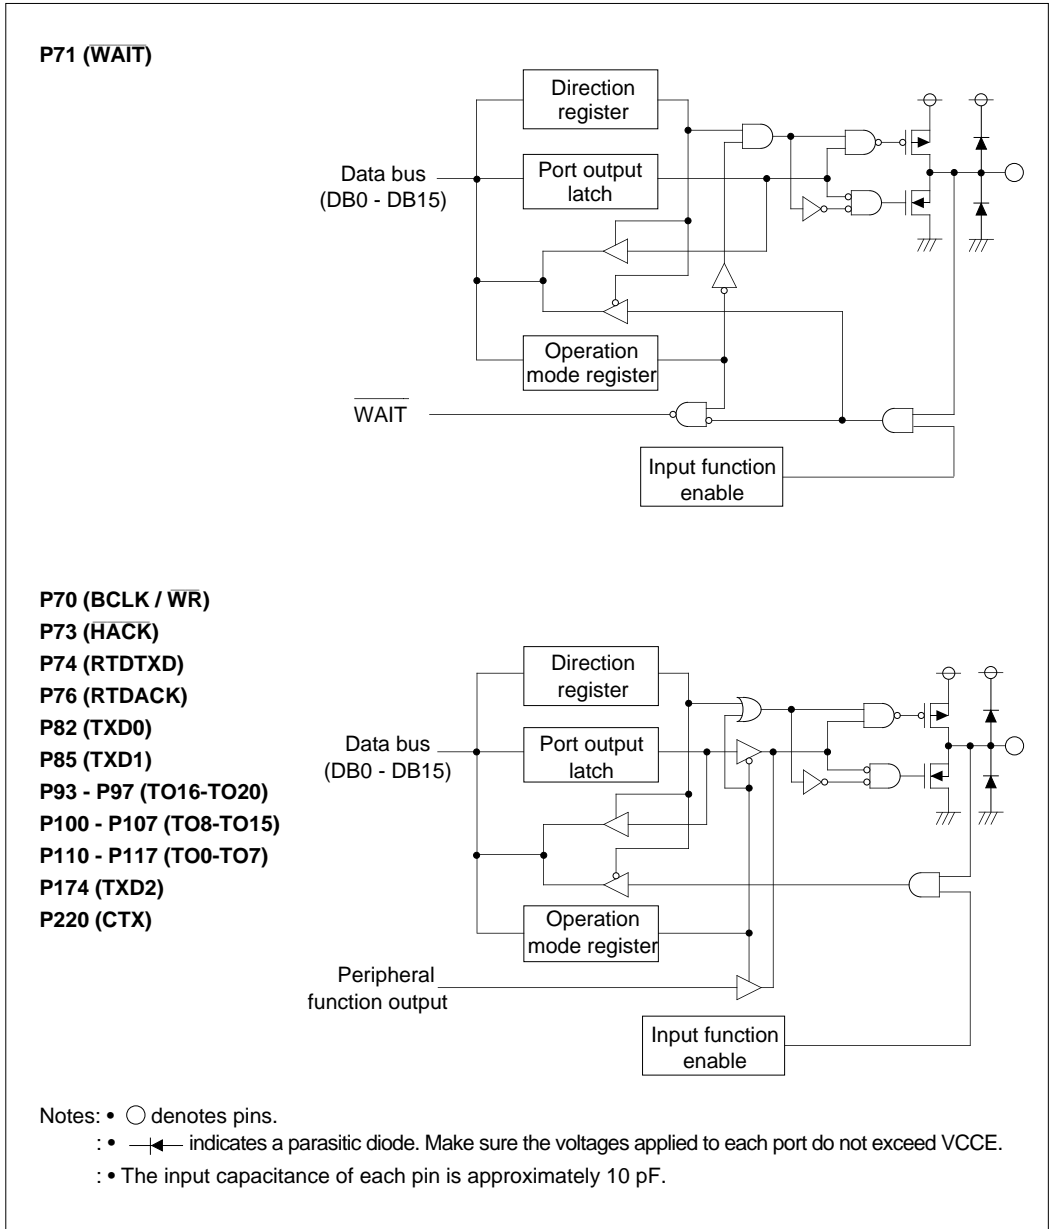 P71 (WAIT)
Direction
register
Data bus
(DB0 - DB15)
Port output
latch
Operation
mode register
WAIT
Input function
enable
P70 (BCLK / WR)
P73 (HACK)
P74 (RTDTXD)
P76 (RTDACK)
P82 (TXD0)
P85 (TXD1)
P93 - P97 (TO16-TO20)
P100 - P107 (TO8-TO15)
P110 - P117 (TO0-TO7)
P174 (TXD2)
P220 (CTX)
Direction
register
Data bus
(DB0 - DB15)
Port output
latch
Operation
mode register
Peripheral
function output
Input function
enable
Notes: • denotes pins.
: • indicates a parasitic diode. Make sure the voltages applied to each port do not exceed VCCE.
: • The input capacitance of each pin is approximately 10 pF.